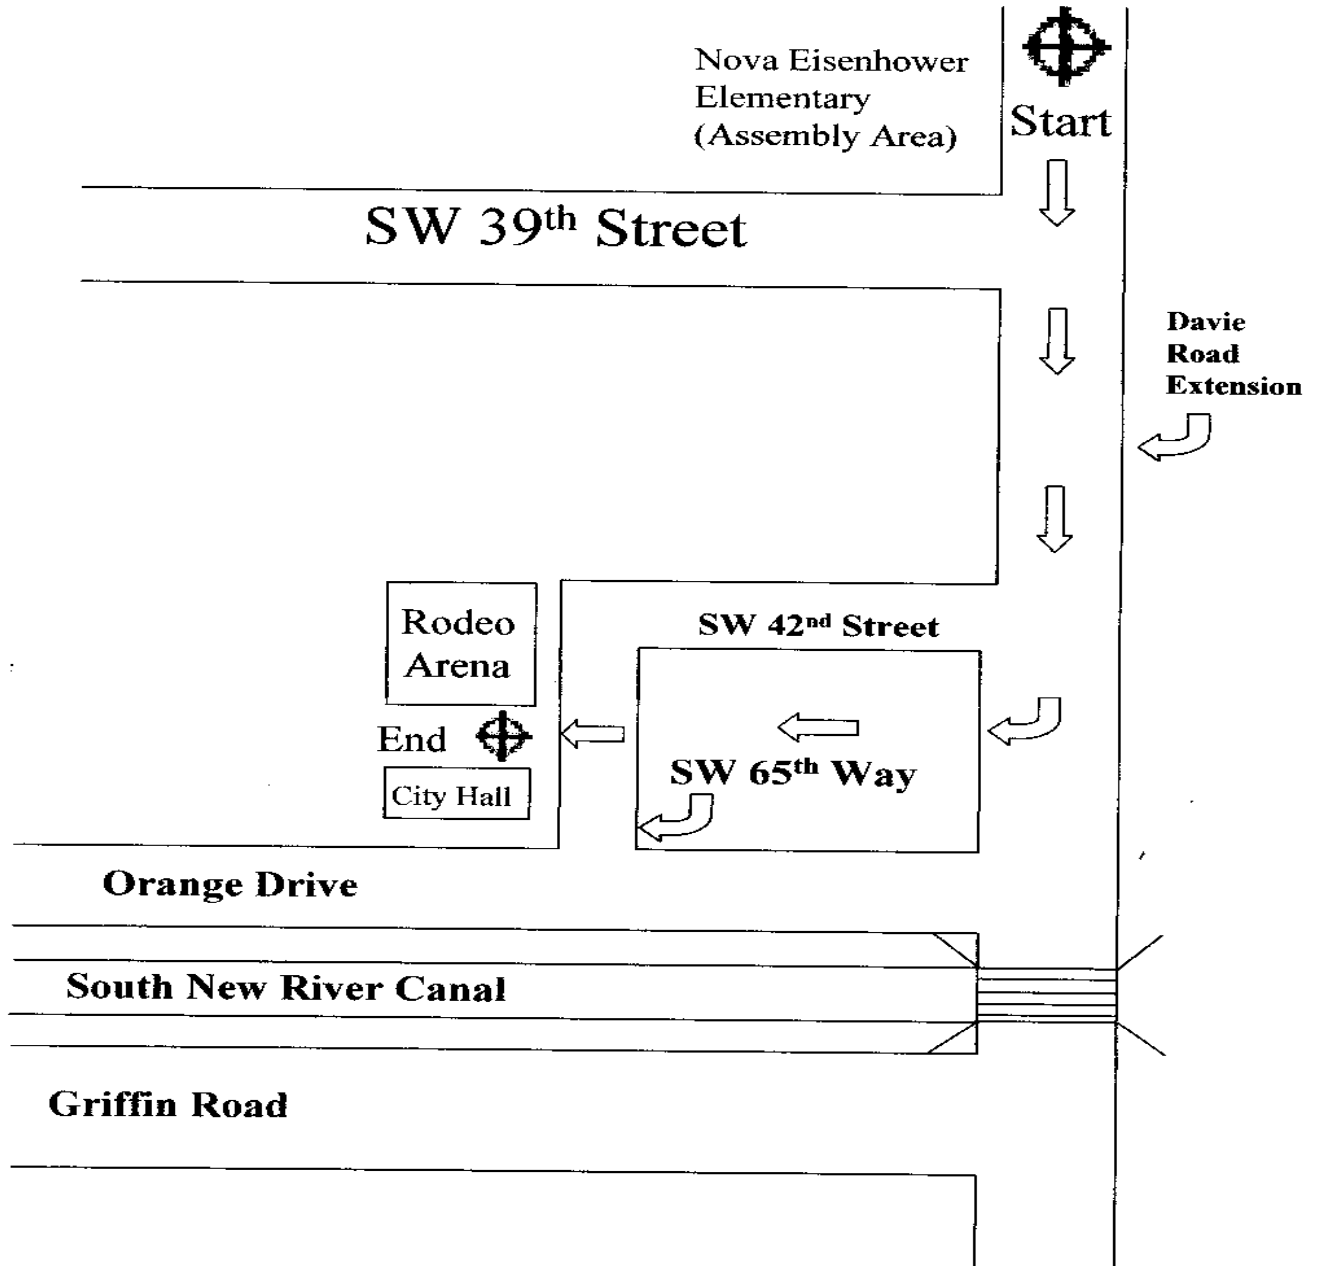 Nova Eisenhower
Elementary
(Assembly Area)
Start
SW 39th Street
Davie
Road
Extension
Rodeo
Arena
SW 42nd Street
End
SW 65th Way
City Hall
Orange Drive
South New River Canal
Griffin Road